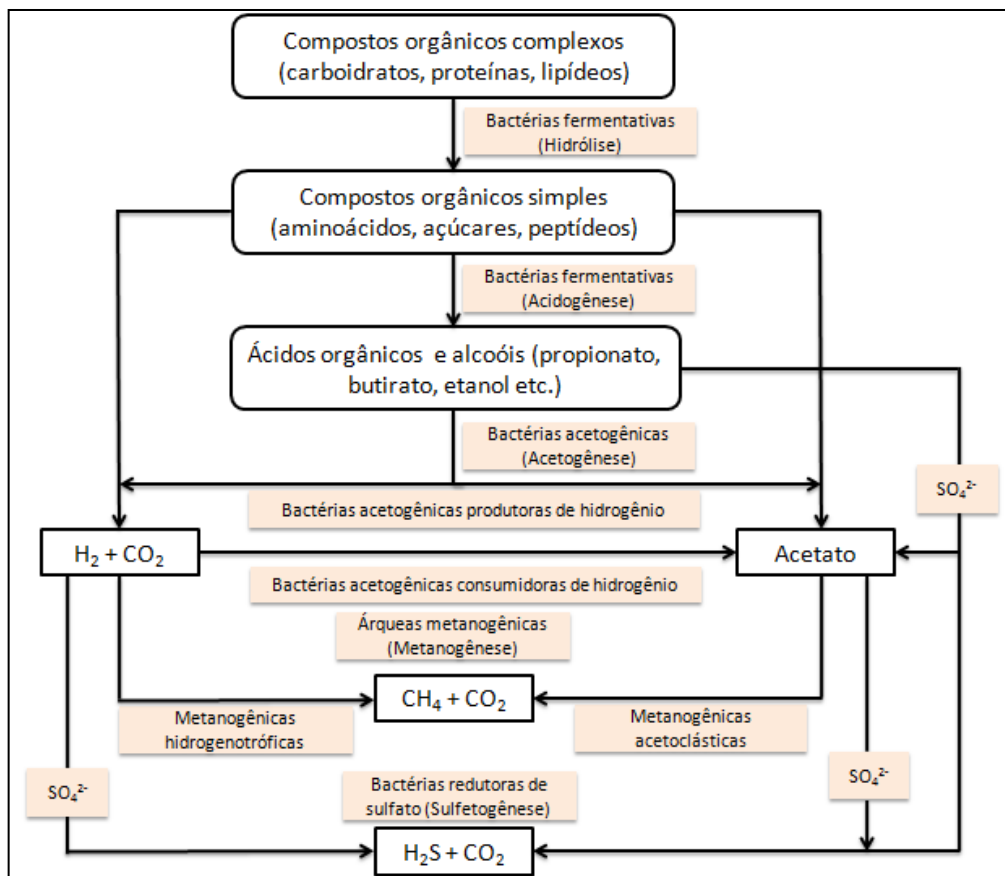 Compostos orgânicos complexos
(carboidratos, proteínas, lipídeos)
Bactérias fermentativas
(Hidrólise)
Compostos orgânicos simples
(aminoácidos, açúcares, peptídeos)
Bactérias fermentativas
(Acidogênese)
Ácidos orgânicos e alcoóis (propionato,
butirato, etanol etc.)
Bactérias acetogênicas
(Acetogênese)
SO₄²⁻
Bactérias acetogênicas produtoras de hidrogênio
H₂ + CO₂
Acetato
Bactérias acetogênicas consumidoras de hidrogênio
Árqueas metanogênicas
(Metanogênese)
CH₄ + CO₂
Metanogênicas
hidrogenotróficas
Metanogênicas
acetoclásticas
SO₄²⁻
Bactérias redutoras de
sulfato (Sulfetogênese)
SO₄²⁻
H₂S + CO₂